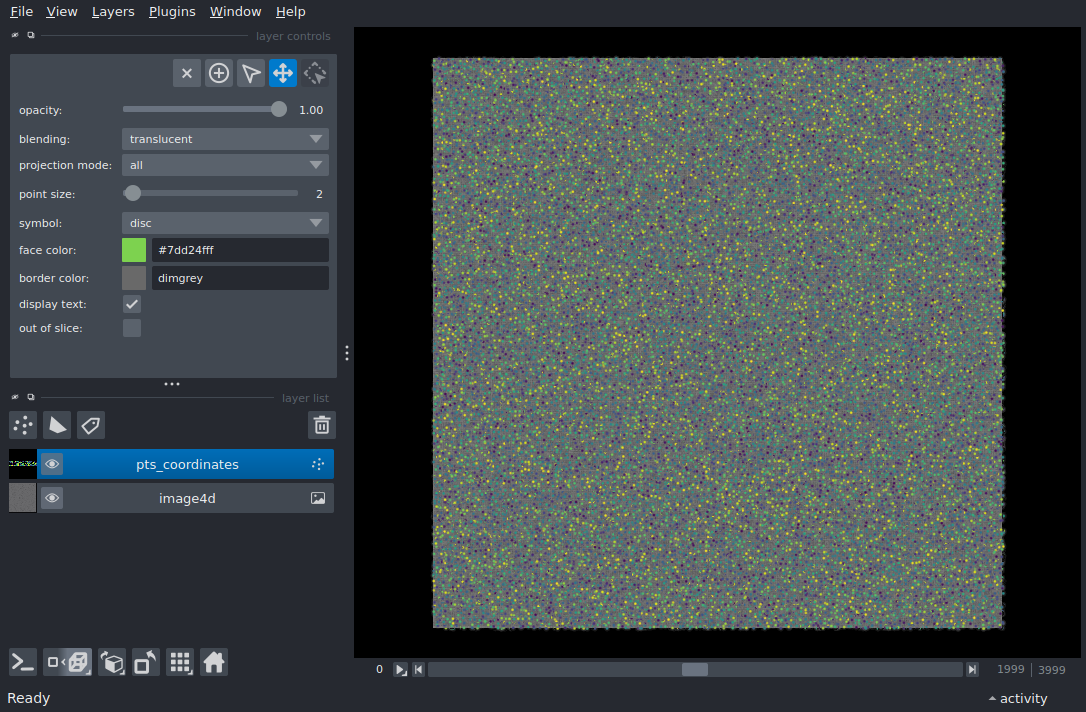 File View Layers Plugins Window Help
layer controls
opacity: 1.00
blending: translucent
projection mode: all
point size: 2
symbol: disc
face color: #7dd24fff
border color: dimgrey
display text:
out of slice:
layer list
pts_coordinates
image4d
0 1999 3999
Ready activity